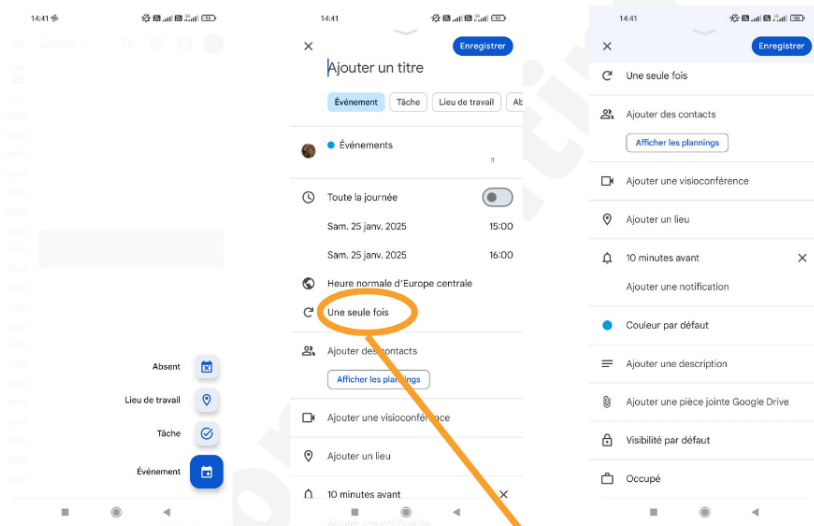 14:41
Janvier
Absent
Lieu de travail
Tâche
Événement
14:41
Enregistrer
Ajouter un titre
Événement
Tâche
Lieu de travail
Ab
Événements
Toute la journée
Sam. 25 janv. 2025 15:00
Sam. 25 janv. 2025 16:00
Heure normale d'Europe centrale
Une seule fois
Ajouter des contacts
Afficher les plannings
Ajouter une visioconférence
Ajouter un lieu
10 minutes avant
Ajouter une notification
14:41
Enregistrer
Une seule fois
Ajouter des contacts
Afficher les plannings
Ajouter une visioconférence
Ajouter un lieu
10 minutes avant
Ajouter une notification
Couleur par défaut
Ajouter une description
Ajouter une pièce jointe Google Drive
Visibilité par défaut
Occupé